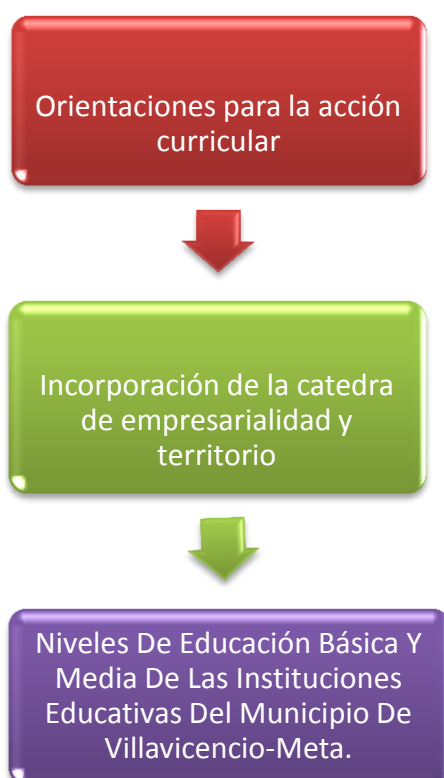 Orientaciones para la acción
curricular
Incorporación de la catedra
de empresarialidad y
territorio
Niveles De Educación Básica Y
Media De Las Instituciones
Educativas Del Municipio De
Villavicencio-Meta.